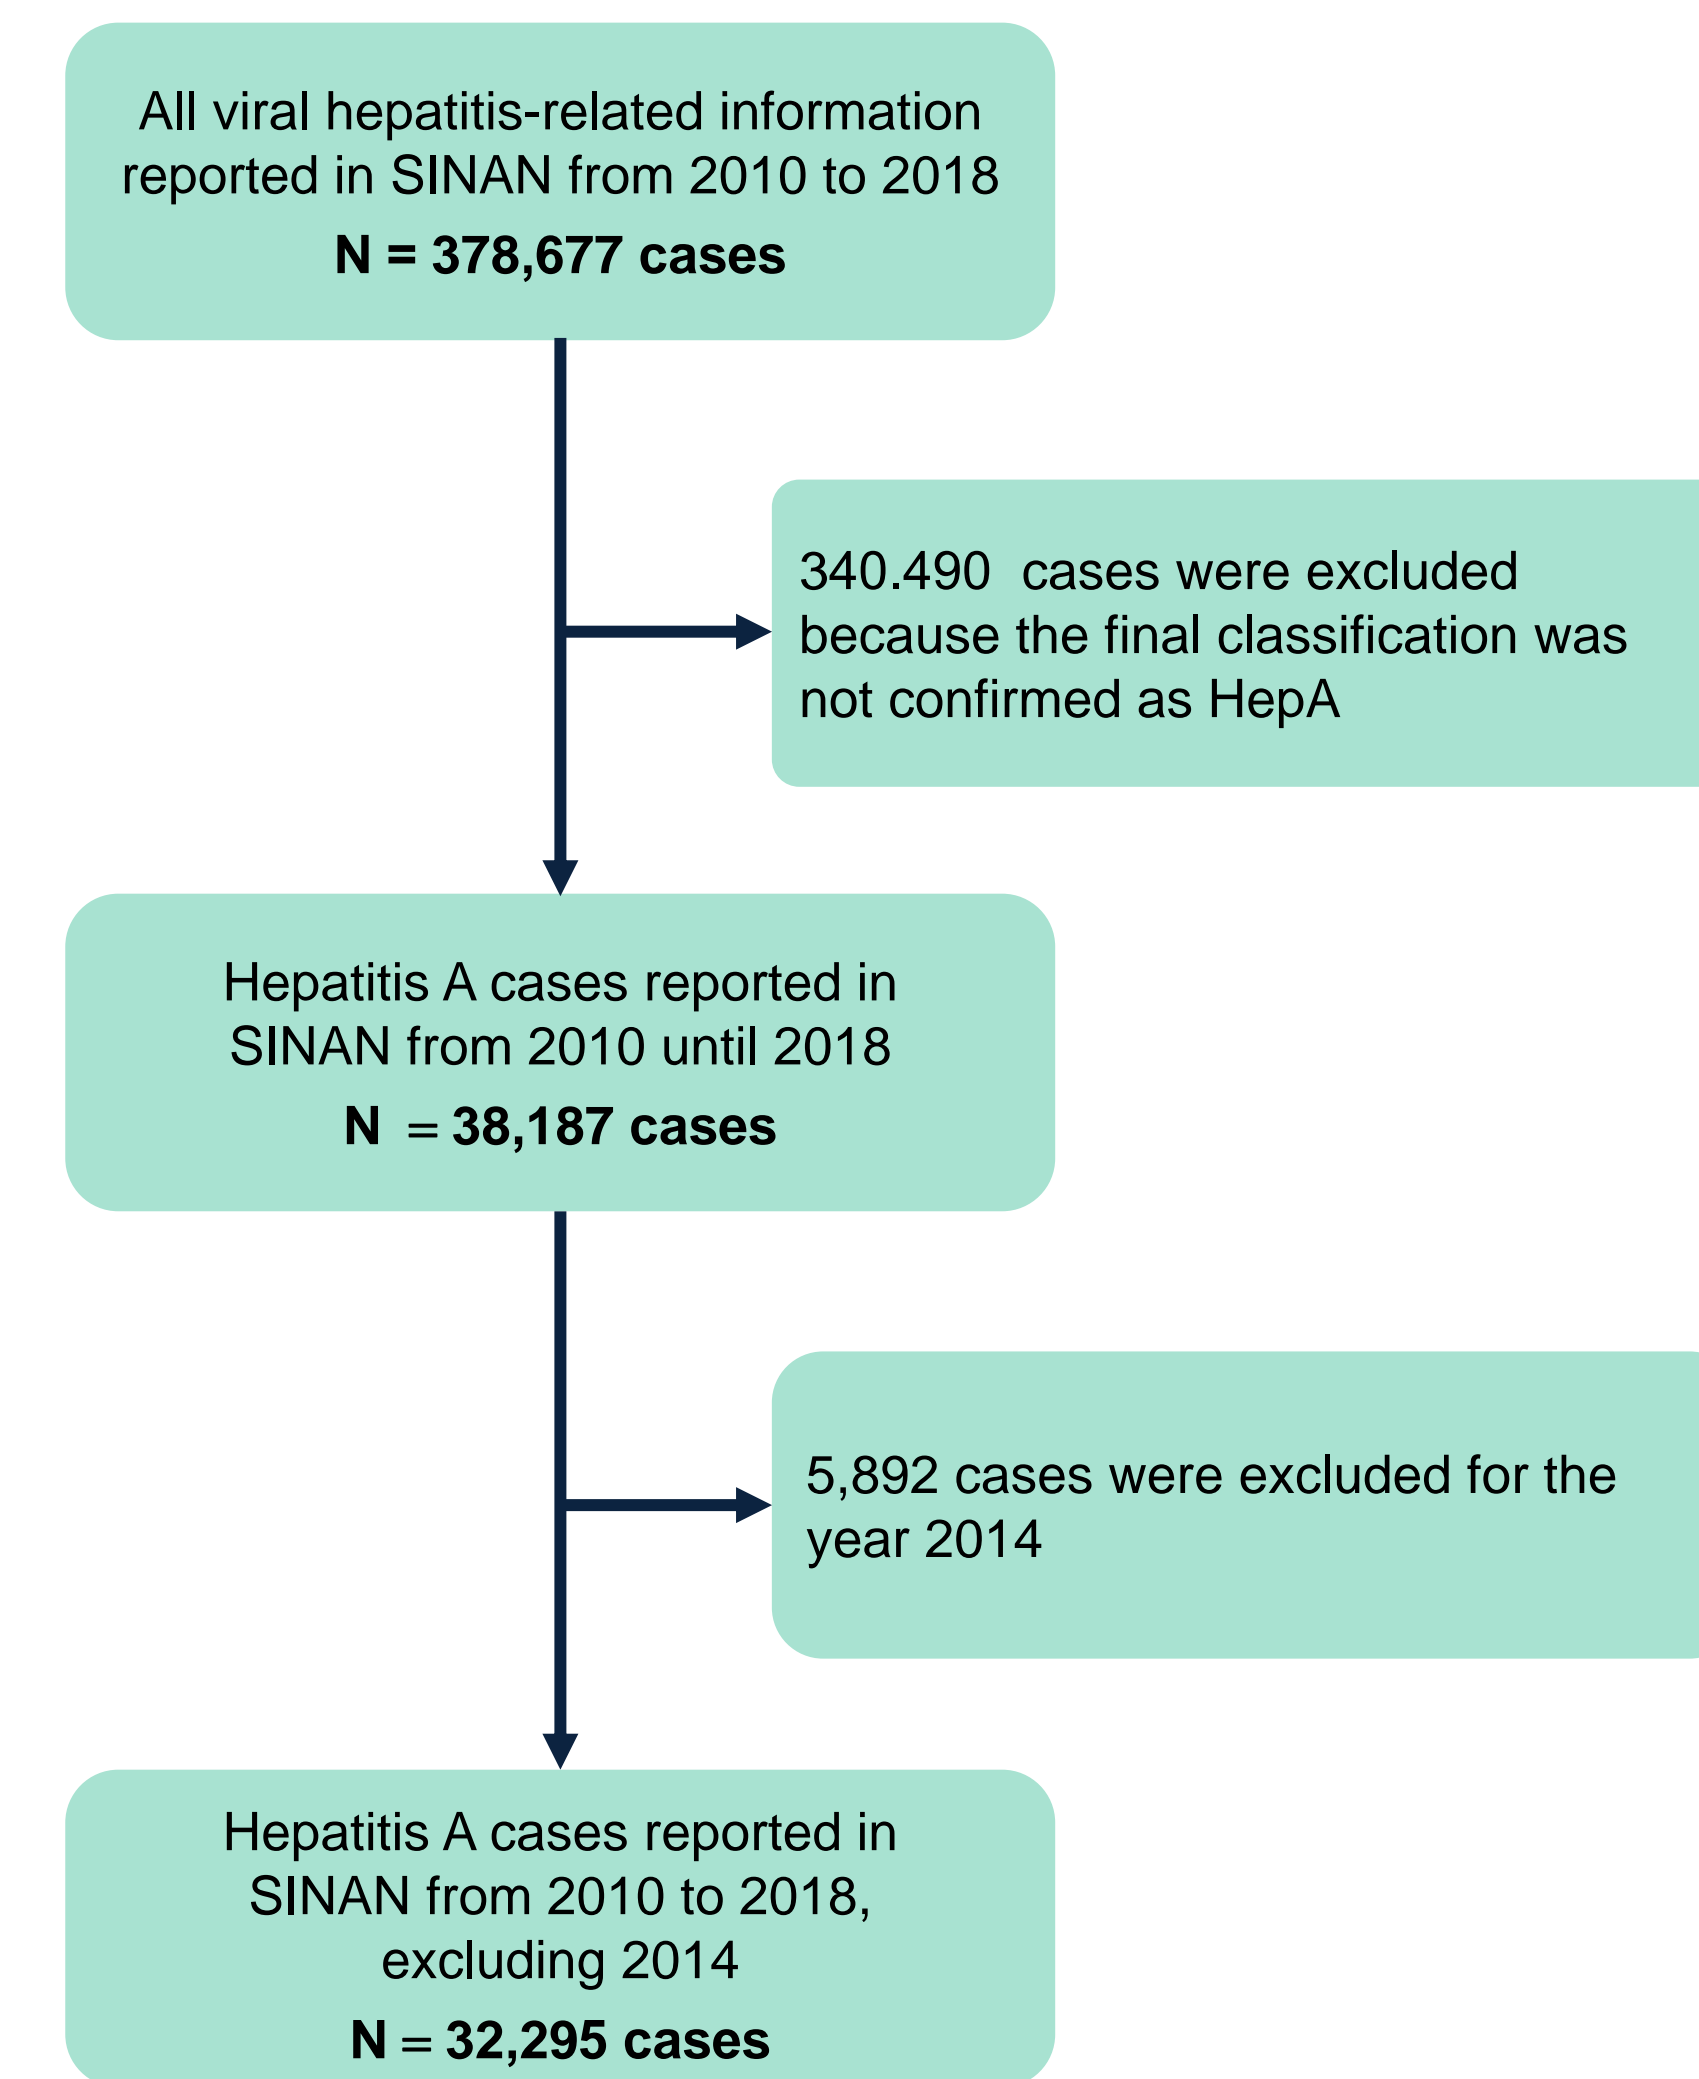 All viral hepatitis-related information
reported in SINAN from 2010 to 2018
N = 378,677 cases
340.490  cases were excluded
because the final classification was
not confirmed as HepA
Hepatitis A cases reported in
SINAN from 2010 until 2018
N  = 38,187 cases
5,892 cases were excluded for the
year 2014
Hepatitis A cases reported in
SINAN from 2010 to 2018,
excluding 2014
N = 32,295 cases